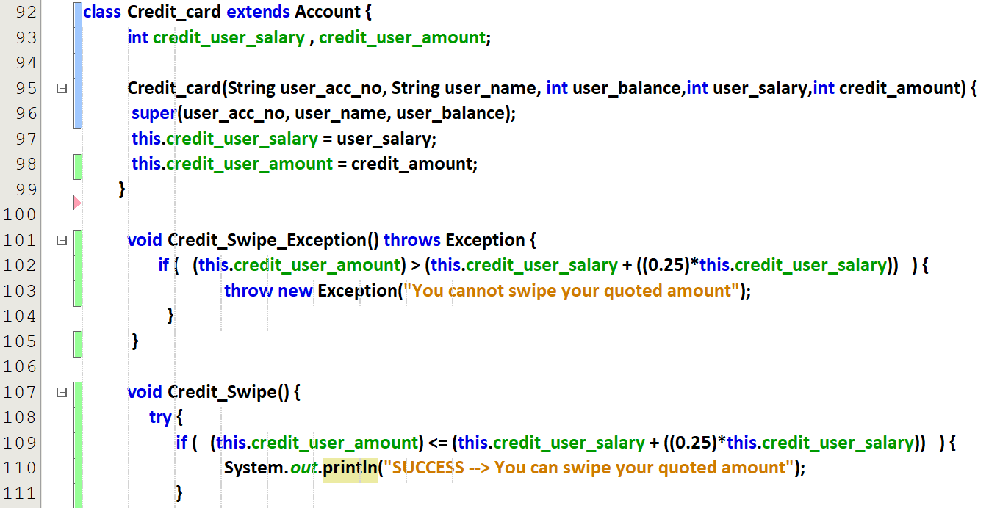 92 class Credit_card extends Account {
93 int credit_user_salary , credit_user_amount;
94
95 Credit_card(String user_acc_no, String user_name, int user_balance,int user_salary,int credit_amount) {
96 super(user_acc_no, user_name, user_balance);
97 this.credit_user_salary = user_salary;
98 this.credit_user_amount = credit_amount;
99 }
100
101 void Credit_Swipe_Exception() throws Exception {
102 if ( (this.credit_user_amount) > (this.credit_user_salary + ((0.25)*this.credit_user_salary)) ) {
103 throw new Exception("You cannot swipe your quoted amount");
104 }
105 }
106
107 void Credit_Swipe() {
108 try {
109 if ( (this.credit_user_amount) <= (this.credit_user_salary + ((0.25)*this.credit_user_salary)) ) {
110 System.out.println("SUCCESS --> You can swipe your quoted amount");
111 }